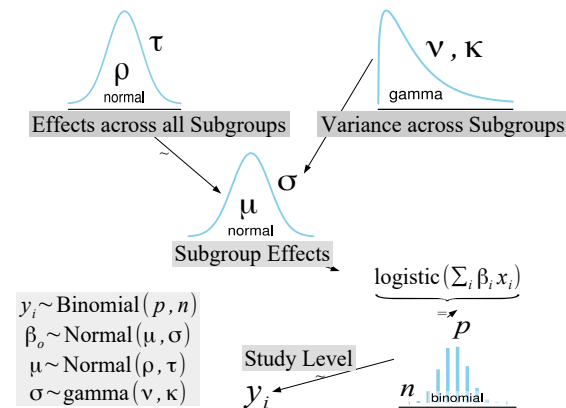 τ
ρ
normal
ν , κ
gamma
Effects across all Subgroups
Variance across Subgroups
~
σ
μ
normal
Subgroup Effects
logistic(∑ᵢ βᵢ xᵢ)
=
p
yᵢ~Binomial(p, n)
βₒ~Normal(μ, σ)
μ~Normal(ρ, τ)
σ~gamma(ν, κ)
Study Level
~
yᵢ
n
binomial